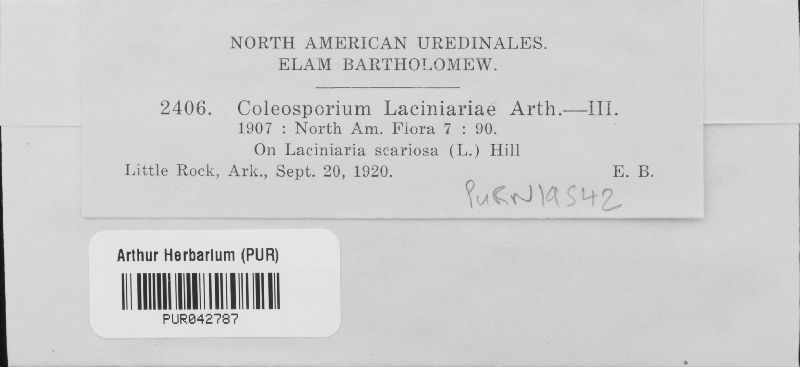 NORTH AMERICAN UREDINALES.
ELAM BARTHOLOMEW.
2406. Coleosporium Laciniariae Arth.—III.
1907 : North Am. Flora 7 : 90.
On Laciniaria scariosa (L.) Hill
Little Rock, Ark., Sept. 20, 1920. E. B.
PURN19542
Arthur Herbarium (PUR)
PUR042787